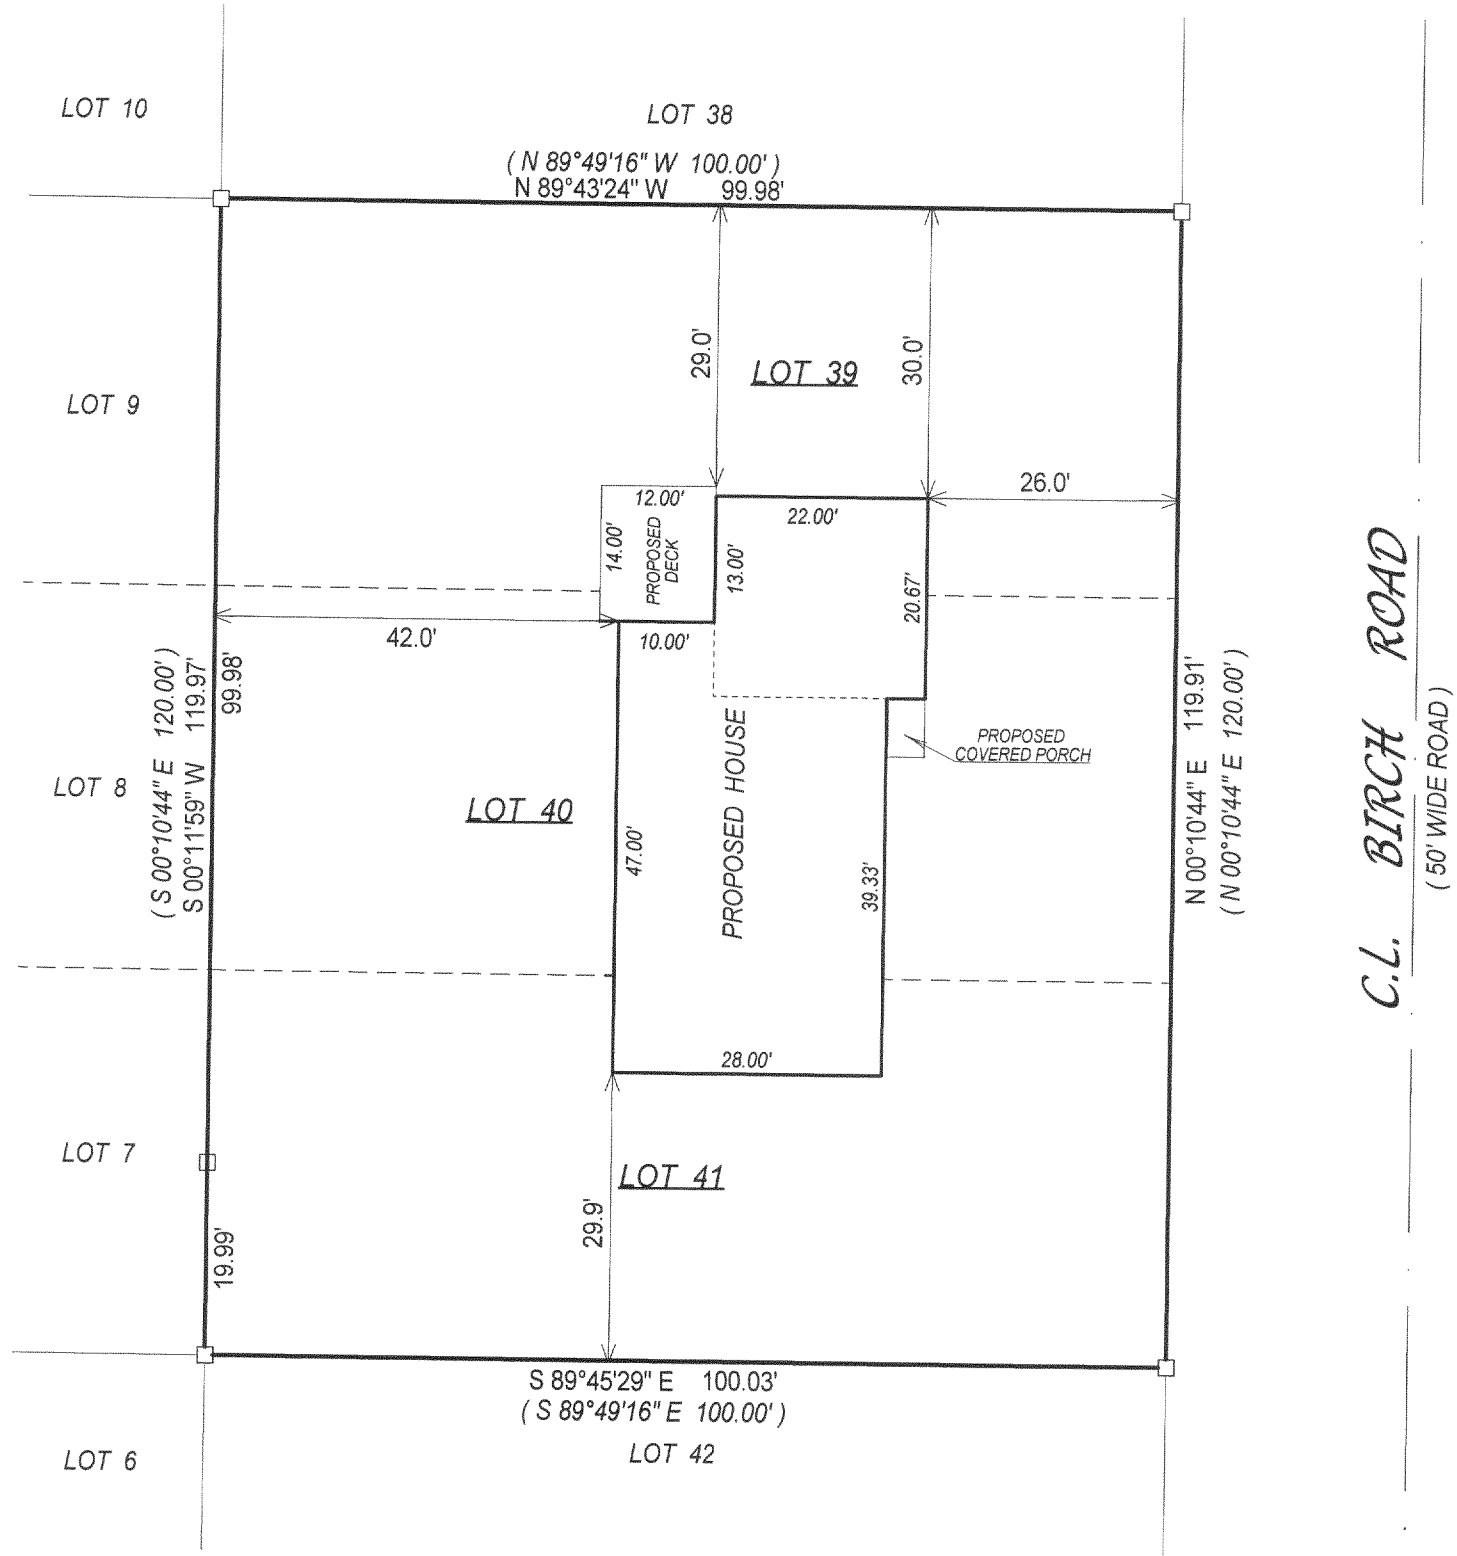 LOT 10
LOT 38
( N 89°49'16" W 100.00' )
N 89°43'24" W 99.98'
29.0'
LOT 39
30.0'
LOT 9
26.0'
12.00'
22.00'
14.00'
PROPOSED
DECK
13.00'
20.67'
42.0'
10.00'
( S 00°10'44" E 120.00' )
S 00°11'59" W 119.97'
99.98'
PROPOSED HOUSE
PROPOSED
COVERED PORCH
N 00°10'44" E 119.91'
( N 00°10'44" E 120.00' )
C.L. BIRCH ROAD
( 50' WIDE ROAD )
LOT 8
LOT 40
47.00'
39.33'
28.00'
LOT 7
LOT 41
29.9'
19.99'
S 89°45'29" E 100.03'
( S 89°49'16" E 100.00' )
LOT 42
LOT 6